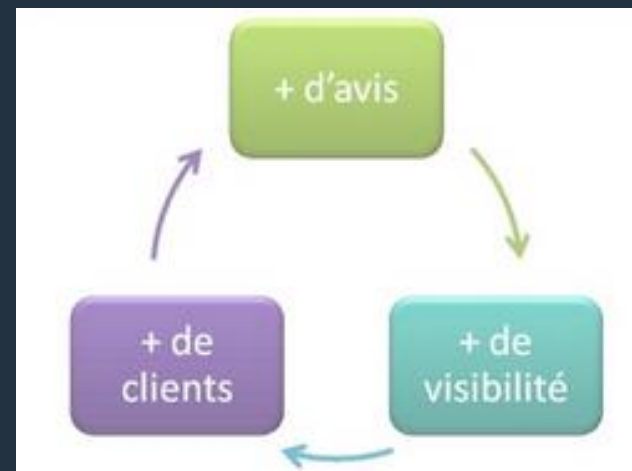 + d’avis
+ de
visibilité
+ de
clients